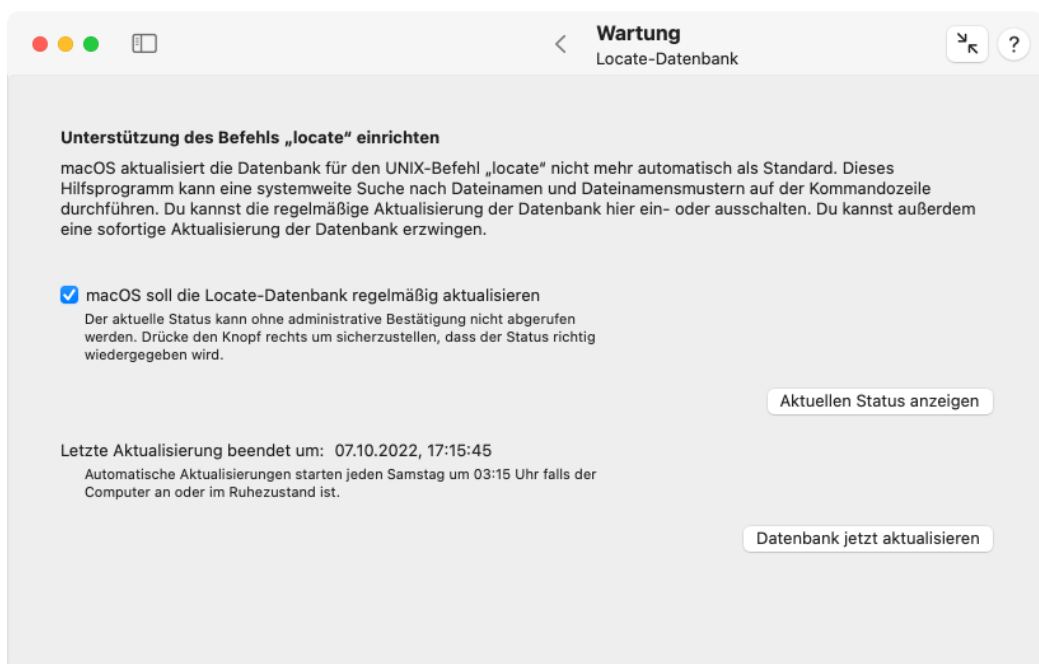 Wartung
Locate-Datenbank
?
Unterstützung des Befehls „locate“ einrichten
macOS aktualisiert die Datenbank für den UNIX-Befehl „locate“ nicht mehr automatisch als Standard. Dieses
Hilfsprogramm kann eine systemweite Suche nach Dateinamen und Dateinamensmustern auf der Kommandozeile
durchführen. Du kannst die regelmäßige Aktualisierung der Datenbank hier ein- oder ausschalten. Du kannst außerdem
eine sofortige Aktualisierung der Datenbank erzwingen.
macOS soll die Locate-Datenbank regelmäßig aktualisieren
Der aktuelle Status kann ohne administrative Bestätigung nicht abgerufen
werden. Drücke den Knopf rechts um sicherzustellen, dass der Status richtig
wiedergegeben wird.
Aktuellen Status anzeigen
Letzte Aktualisierung beendet um: 07.10.2022, 17:15:45
Automatische Aktualisierungen starten jeden Samstag um 03:15 Uhr falls der
Computer an oder im Ruhezustand ist.
Datenbank jetzt aktualisieren